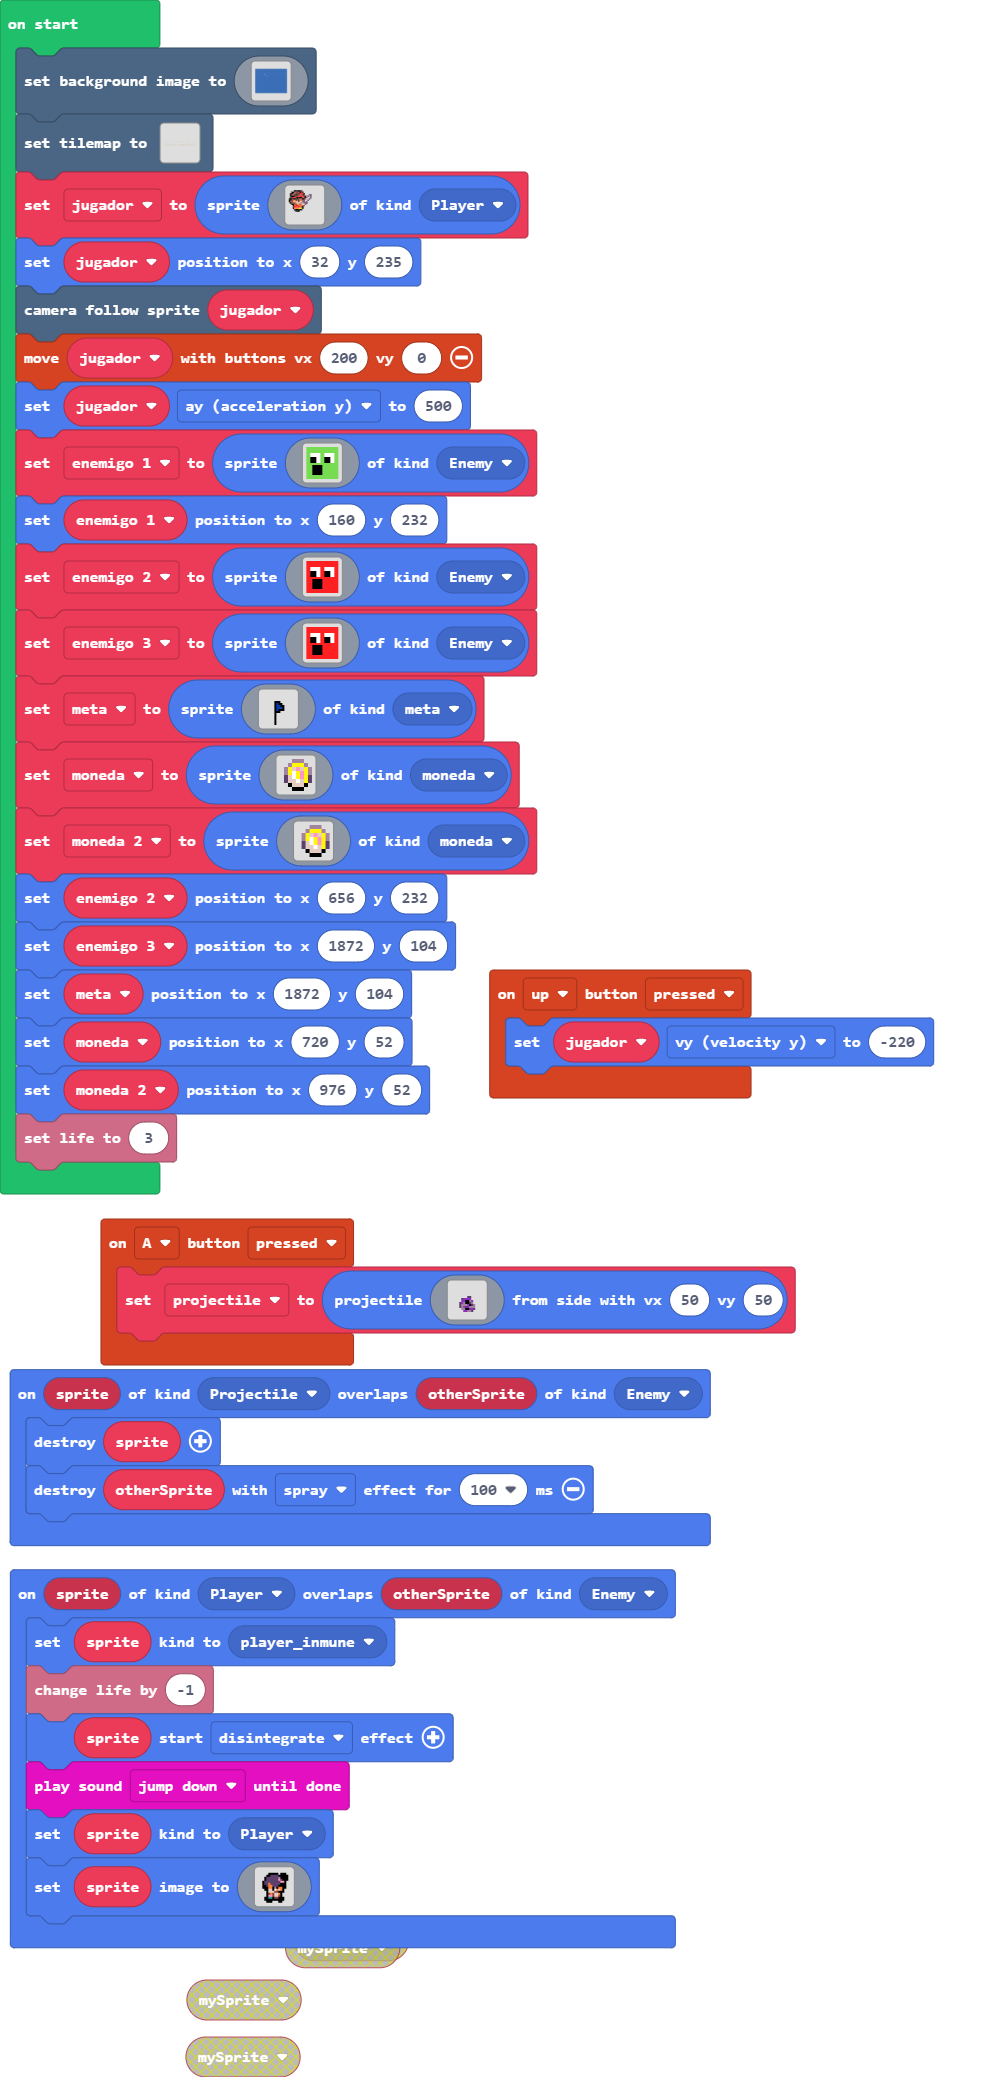 on start
set background image to
set tilemap to
set jugador to sprite of kind Player
set jugador position to x 32 y 235
camera follow sprite jugador
move jugador with buttons vx 200 vy 0
set jugador ay (acceleration y) to 500
set enemigo 1 to sprite of kind Enemy
set enemigo 1 position to x 160 y 232
set enemigo 2 to sprite of kind Enemy
set enemigo 3 to sprite of kind Enemy
set meta to sprite of kind meta
set moneda to sprite of kind moneda
set moneda 2 to sprite of kind moneda
set enemigo 2 position to x 656 y 232
set enemigo 3 position to x 1872 y 104
set meta position to x 1872 y 104
set moneda position to x 720 y 52
set moneda 2 position to x 976 y 52
set life to 3
on up button pressed
set jugador vy (velocity y) to -220
on A button pressed
set projectile to projectile from side with vx 50 vy 50
on sprite of kind Projectile overlaps otherSprite of kind Enemy
destroy sprite
destroy otherSprite with spray effect for 100 ms
on sprite of kind Player overlaps otherSprite of kind Enemy
set sprite kind to player_inmune
change life by -1
sprite start disintegrate effect
play sound jump down until done
set sprite kind to Player
set sprite image to
mySprite
mySprite
mySprite